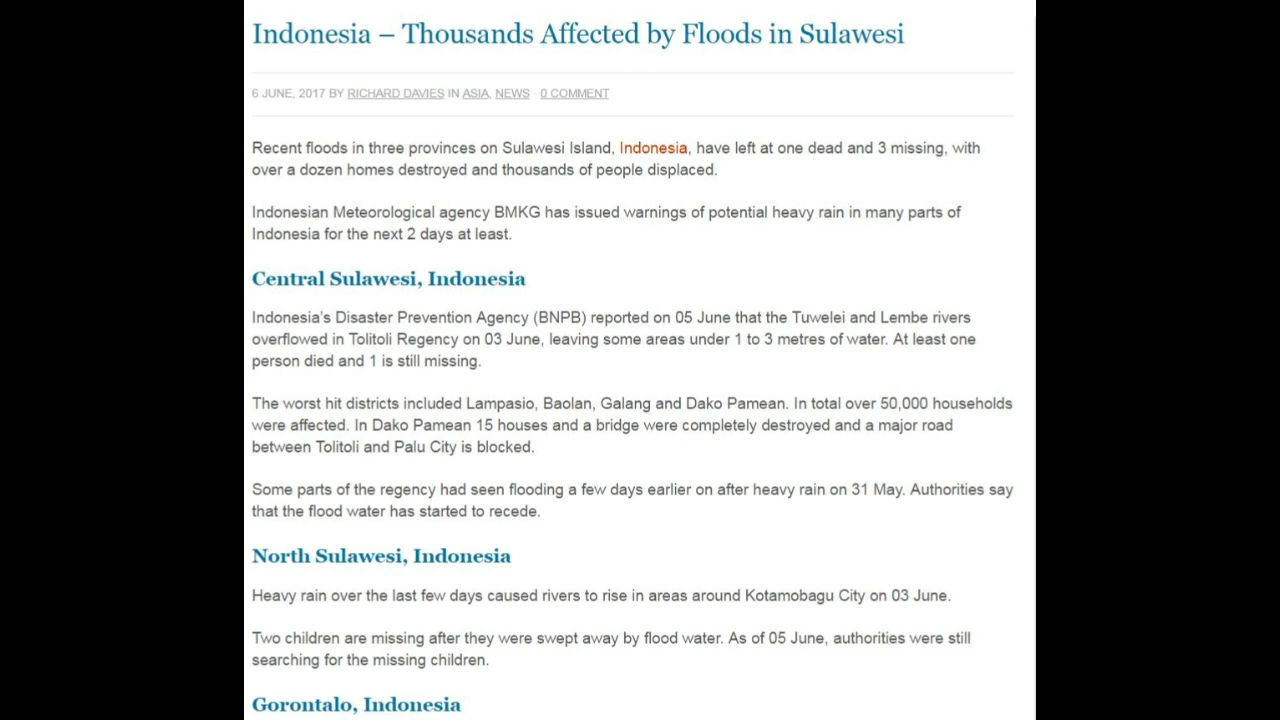 Indonesia – Thousands Affected by Floods in Sulawesi
6 JUNE, 2017 BY RICHARD DAVIES IN ASIA, NEWS · 0 COMMENT
Recent floods in three provinces on Sulawesi Island, Indonesia, have left at one dead and 3 missing, with
over a dozen homes destroyed and thousands of people displaced.
Indonesian Meteorological agency BMKG has issued warnings of potential heavy rain in many parts of
Indonesia for the next 2 days at least.
Central Sulawesi, Indonesia
Indonesia's Disaster Prevention Agency (BNPB) reported on 05 June that the Tuwelei and Lembe rivers
overflowed in Tolitoli Regency on 03 June, leaving some areas under 1 to 3 metres of water. At least one
person died and 1 is still missing.
The worst hit districts included Lampasio, Baolan, Galang and Dako Pamean. In total over 50,000 households
were affected. In Dako Pamean 15 houses and a bridge were completely destroyed and a major road
between Tolitoli and Palu City is blocked.
Some parts of the regency had seen flooding a few days earlier on after heavy rain on 31 May. Authorities say
that the flood water has started to recede.
North Sulawesi, Indonesia
Heavy rain over the last few days caused rivers to rise in areas around Kotamobagu City on 03 June.
Two children are missing after they were swept away by flood water. As of 05 June, authorities were still
searching for the missing children.
Gorontalo, Indonesia